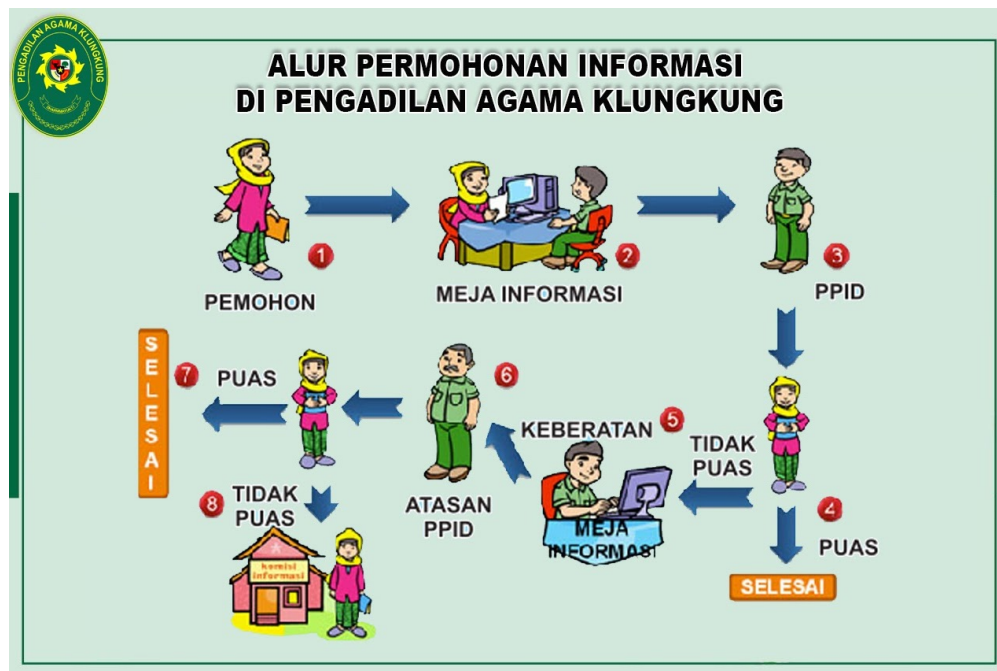 PENGADILAN AGAMA KLUNGKUNG
ALUR PERMOHONAN INFORMASI
DI PENGADILAN AGAMA KLUNGKUNG
1
PEMOHON
2
MEJA INFORMASI
3
PPID
TIDAK
PUAS
4
PUAS
SELESAI
KEBERATAN 5
MEJA
INFORMASI
6
ATASAN
PPID
7 PUAS
SELESAI
8 TIDAK
PUAS
komisi
informasi